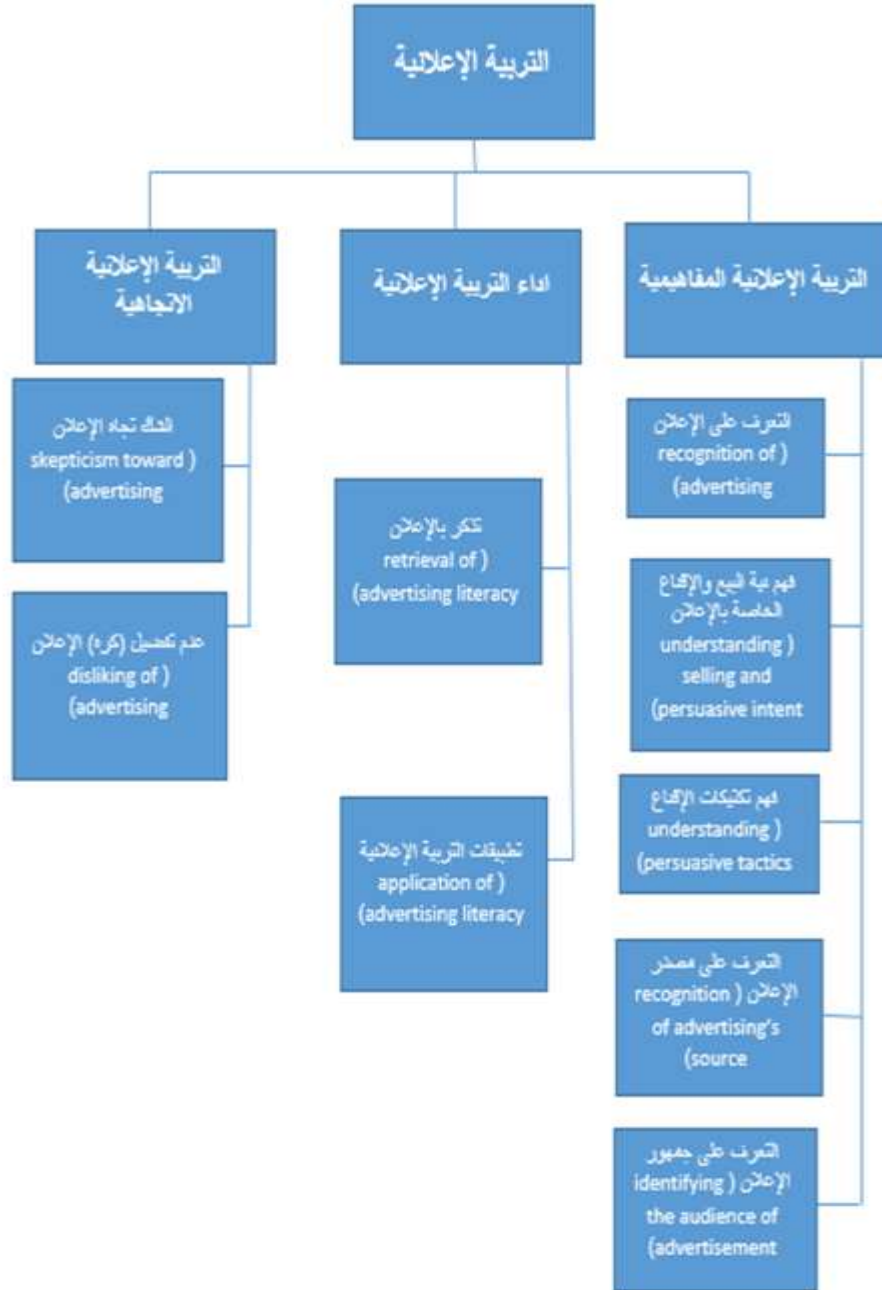 التربية الإعلانية
التربية الإعلانية المفاهيمية
التعرف على الإعلان
( recognition of
advertising)
فهم نية البيع والإقناع
الخاصة بالإعلان
( understanding
selling and
persuasive intent)
فهم تكتيكات الإقناع
( understanding
persuasive tactics)
التعرف على مصدر
الإعلان ( recognition
of advertising’s
source)
التعرف على جمهور
الإعلان ( identifying
the audience of
advertisement)
اداء التربية الإعلانية
تذكر بالإعلان
( retrieval of
advertising literacy)
تطبيقات التربية الإعلانية
( application of
advertising literacy)
التربية الإعلانية
الاتجاهية
الشك تجاه الإعلان
( skepticism toward
advertising)
عدم تفضيل (كره) الإعلان
( disliking of
advertising)